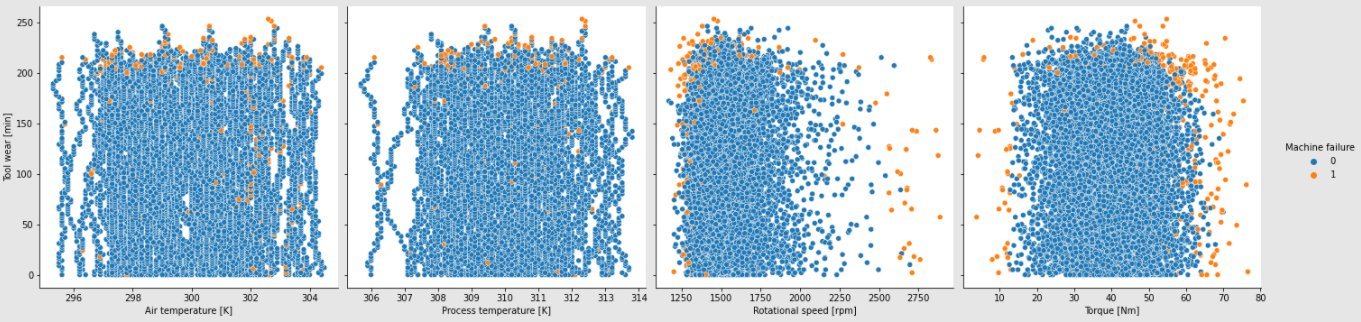 250
200
150
100
50
0
Tool wear [min]
296 298 300 302 304
Air temperature [K]
306 307 308 309 310 311 312 313 314
Process temperature [K]
1250 1500 1750 2000 2250 2500 2750
Rotational speed [rpm]
10 20 30 40 50 60 70 80
Torque [Nm]
Machine failure
0
1